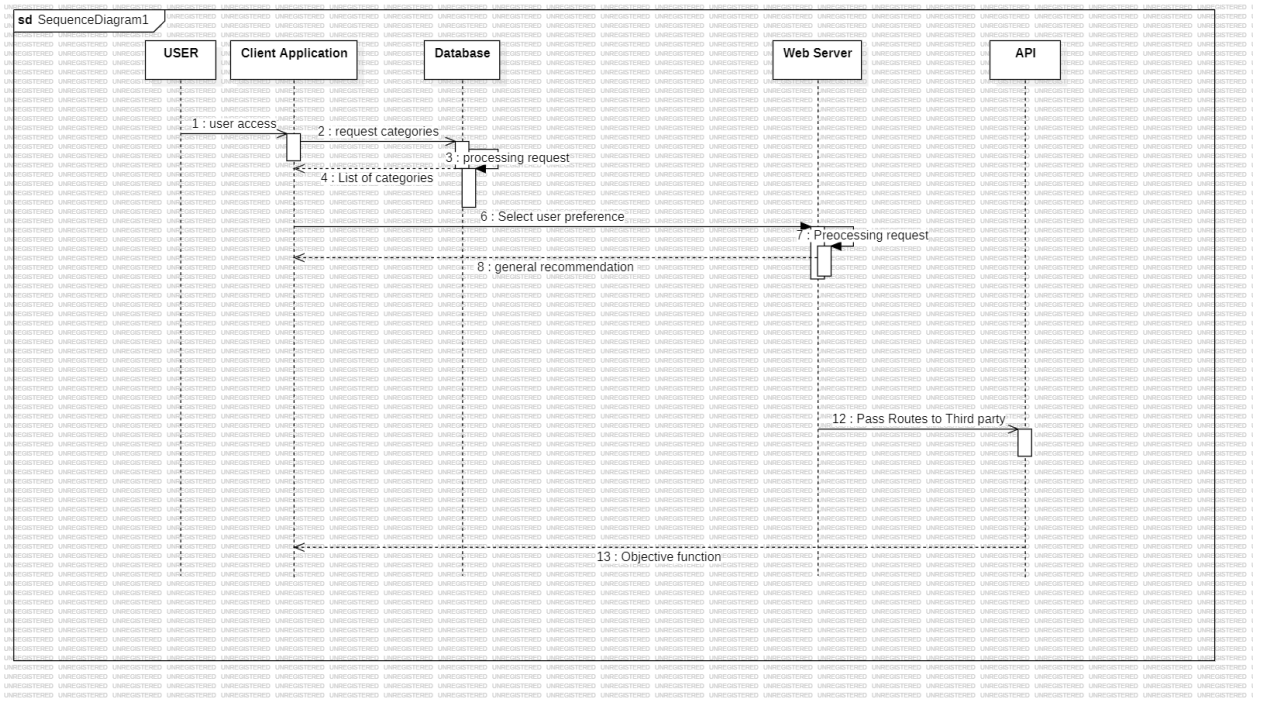 sd SequenceDiagram1
USER
Client Application
Database
Web Server
API
1 : user access
2 : request categories
3 : processing request
4 : List of categories
6 : Select user preference
7 : Preocessing request
8 : general recommendation
12 : Pass Routes to Third party
13 : Objective function
UNREGISTERED